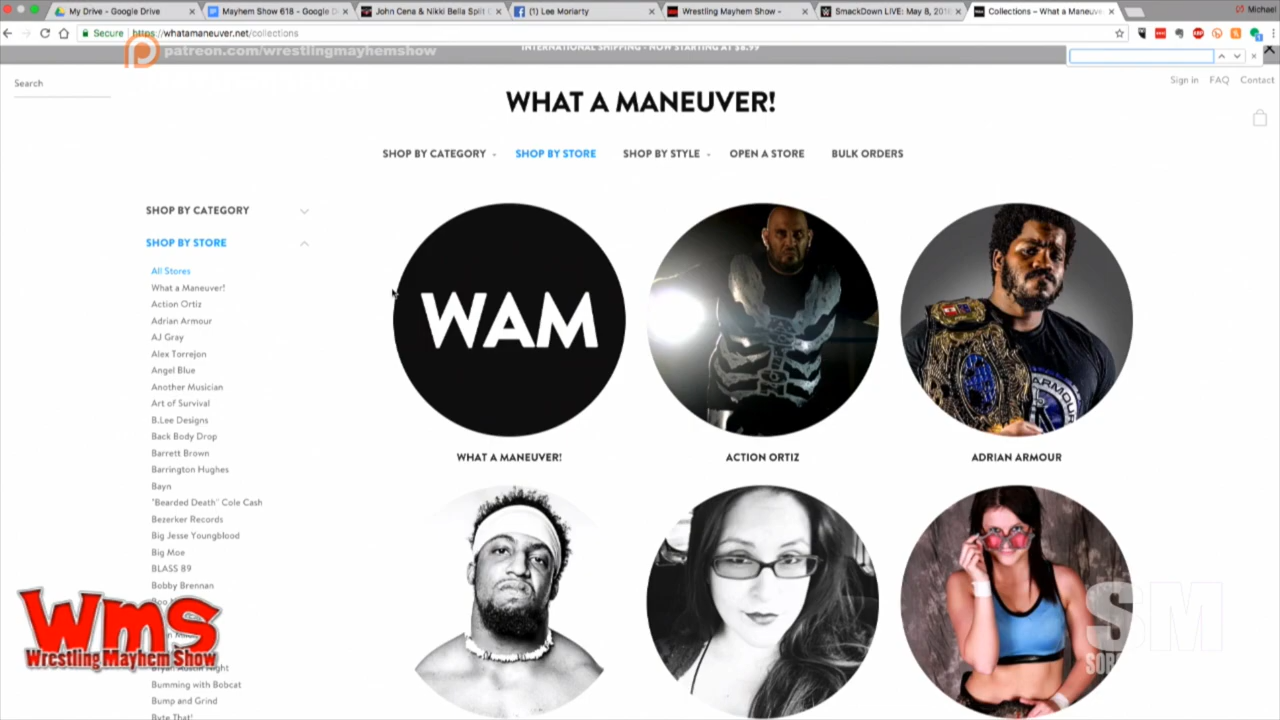 My Drive - Google Drive
Mayhem Show 618 - Google D
John Cena & Nikki Bella Split
(1) Lee Moriarty
Wrestling Mayhem Show -
SmackDown LIVE: May 8, 201
Collections – What a Maneuve
Michael
Secure
https://whatamaneuver.net/collections
patreon.com/wrestlingmayhemshow
INTERNATIONAL SHIPPING - NOW STARTING AT $8.99
Search
Sign in FAQ Contact
WHAT A MANEUVER!
SHOP BY CATEGORY SHOP BY STORE SHOP BY STYLE OPEN A STORE BULK ORDERS
SHOP BY CATEGORY
SHOP BY STORE
All Stores
What a Maneuver!
Action Ortiz
Adrian Armour
AJ Gray
Alex Torrejon
Angel Blue
Another Musician
Art of Survival
B.Lee Designs
Back Body Drop
Barrett Brown
Barrington Hughes
Bayn
"Bearded Death" Cole Cash
Bezerker Records
Big Jesse Youngblood
Big Moe
BLASS 89
Bobby Brennan
Bumming with Bobcat
Bump and Grind
Byte That!
WAM
WHAT A MANEUVER!
ACTION ORTIZ
ARMOUR
ADRIAN ARMOUR
WmS
Wrestling Mayhem Show
SM